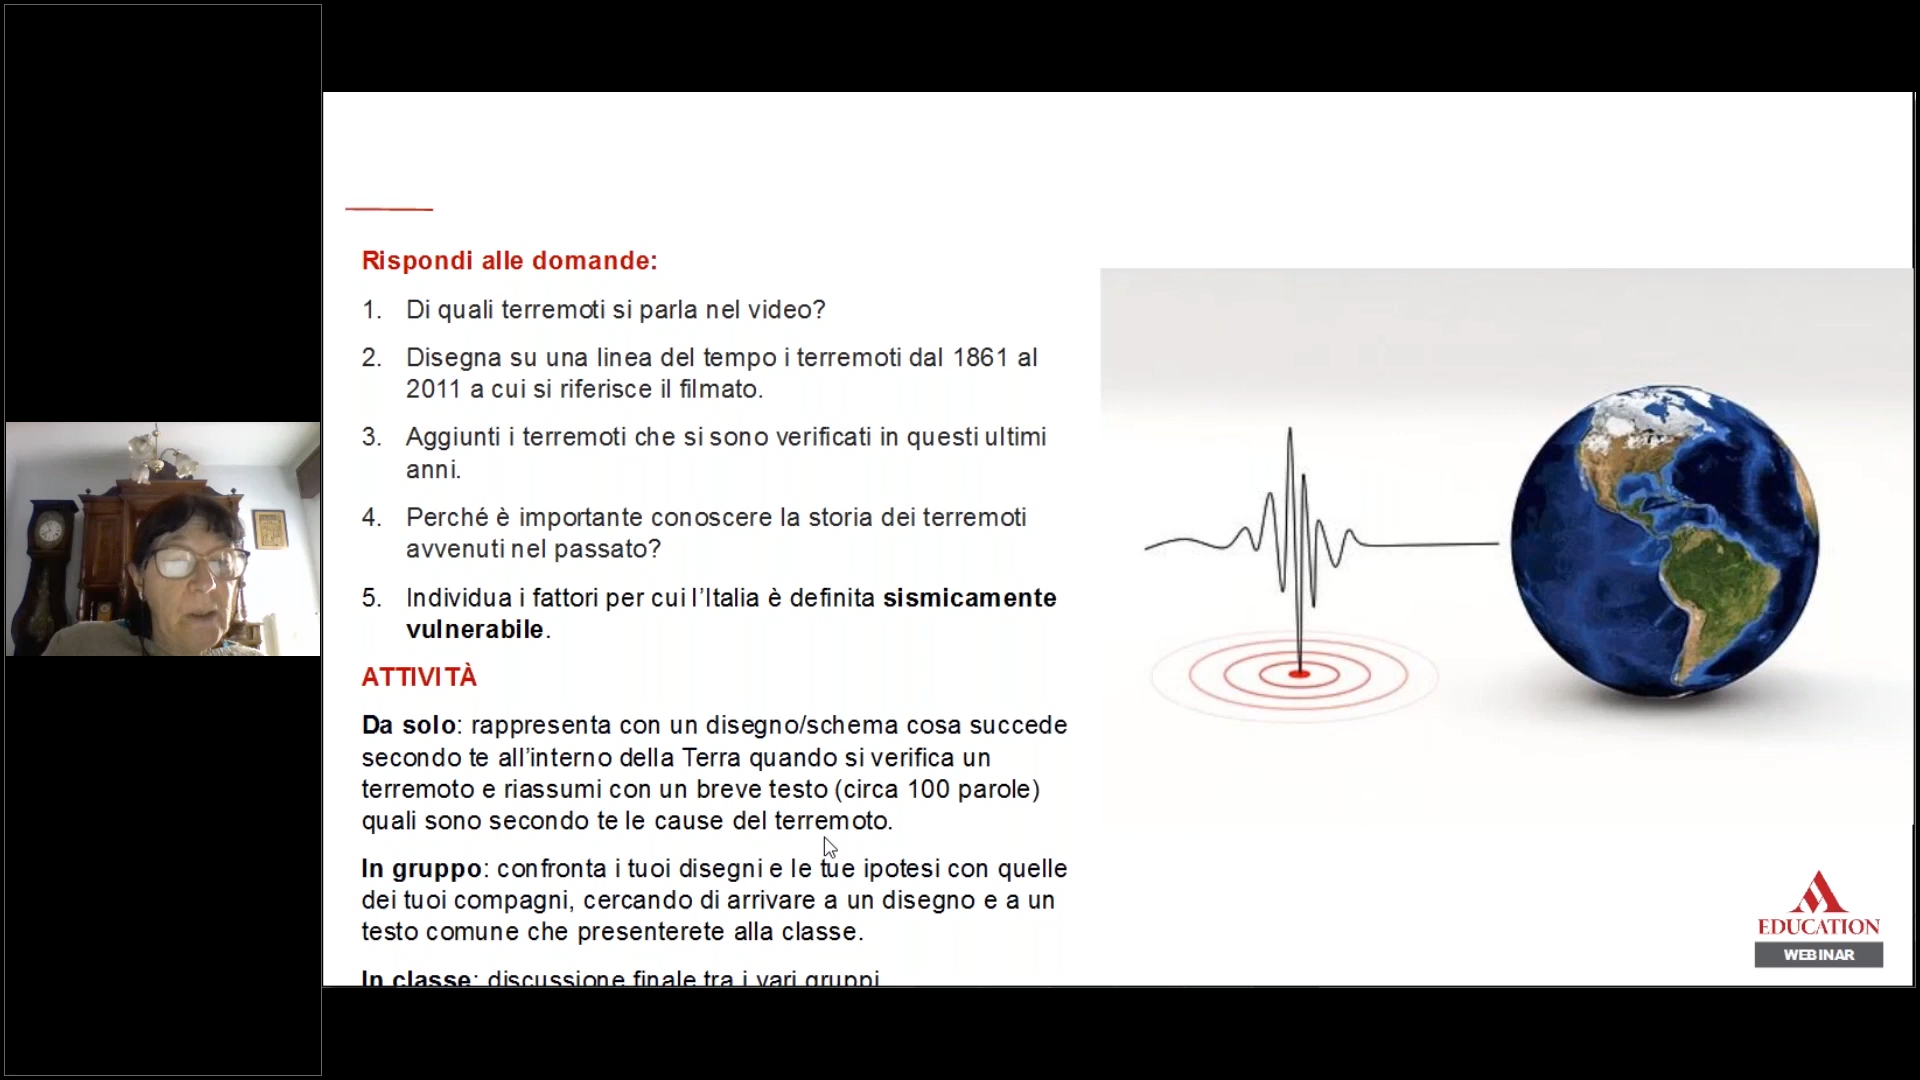 Rispondi alle domande:
1. Di quali terremoti si parla nel video?
2. Disegna su una linea del tempo i terremoti dal 1861 al
2011 a cui si riferisce il filmato.
3. Aggiunti i terremoti che si sono verificati in questi ultimi
anni.
4. Perché è importante conoscere la storia dei terremoti
avvenuti nel passato?
5. Individua i fattori per cui l’Italia è definita sismicamente
vulnerabile.
ATTIVITÀ
Da solo: rappresenta con un disegno/schema cosa succede
secondo te all’interno della Terra quando si verifica un
terremoto e riassumi con un breve testo (circa 100 parole)
quali sono secondo te le cause del terremoto.
In gruppo: confronta i tuoi disegni e le tue ipotesi con quelle
dei tuoi compagni, cercando di arrivare a un disegno e a un
testo comune che presenterete alla classe.
In classe: discussione finale tra i vari gruppi
EDUCATION
WEBINAR